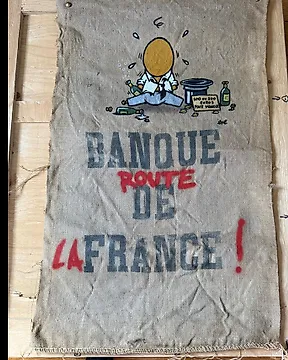 BANQUE
ROUTE
DE
LA FRANCE !